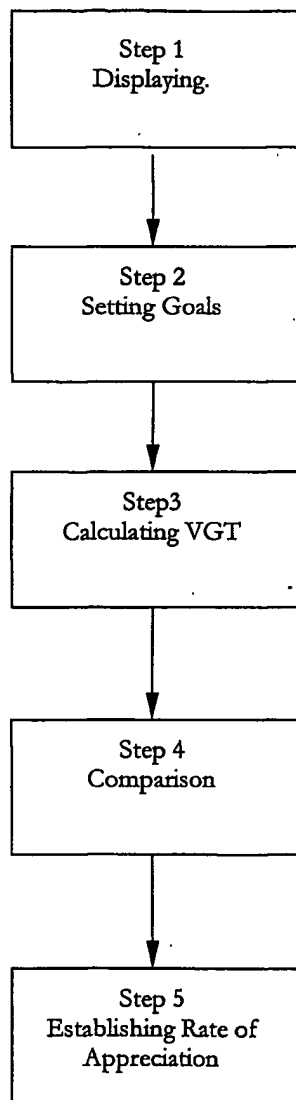 Step 1
Displaying.
Step 2
Setting Goals
Step3
Calculating VGT
Step 4
Comparison
Step 5
Establishing Rate of
Appreciation